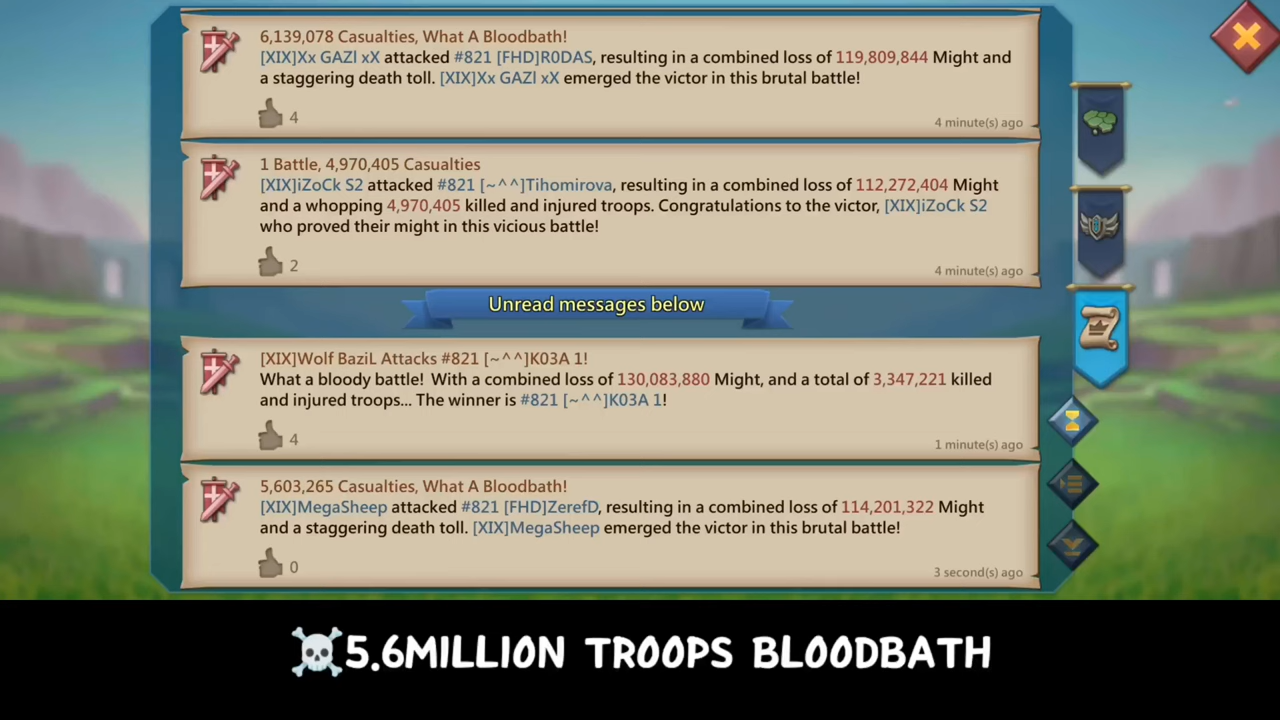 6,139,078 Casualties, What A Bloodbath!
[XIX]Xx GAZl xX attacked #821 [FHD]R0DAS, resulting in a combined loss of 119,809,844 Might and
a staggering death toll. [XIX]Xx GAZl xX emerged the victor in this brutal battle!
4
4 minute(s) ago
1 Battle, 4,970,405 Casualties
[XIX]iZoCk S2 attacked #821 [~^^]Tihomirova, resulting in a combined loss of 112,272,404 Might
and a whopping 4,970,405 killed and injured troops. Congratulations to the victor, [XIX]iZoCk S2
who proved their might in this vicious battle!
2
4 minute(s) ago
Unread messages below
[XIX]Wolf BaziL Attacks #821 [~^^]K03A 1!
What a bloody battle! With a combined loss of 130,083,880 Might, and a total of 3,347,221 killed
and injured troops... The winner is #821 [~^^]K03A 1!
4
1 minute(s) ago
5,603,265 Casualties, What A Bloodbath!
[XIX]MegaSheep attacked #821 [FHD]ZerefD, resulting in a combined loss of 114,201,322 Might
and a staggering death toll. [XIX]MegaSheep emerged the victor in this brutal battle!
0
3 second(s) ago
☠️5.6MILLION TROOPS BLOODBATH